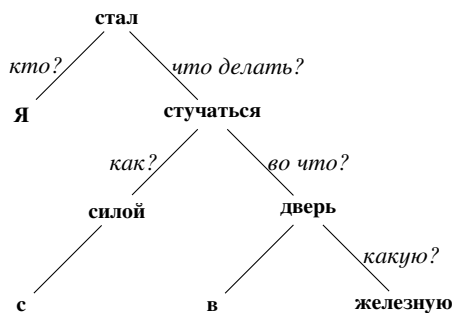 стал
кто? что делать?
Я стучаться
как? во что?
силой дверь
какую?
с в железную